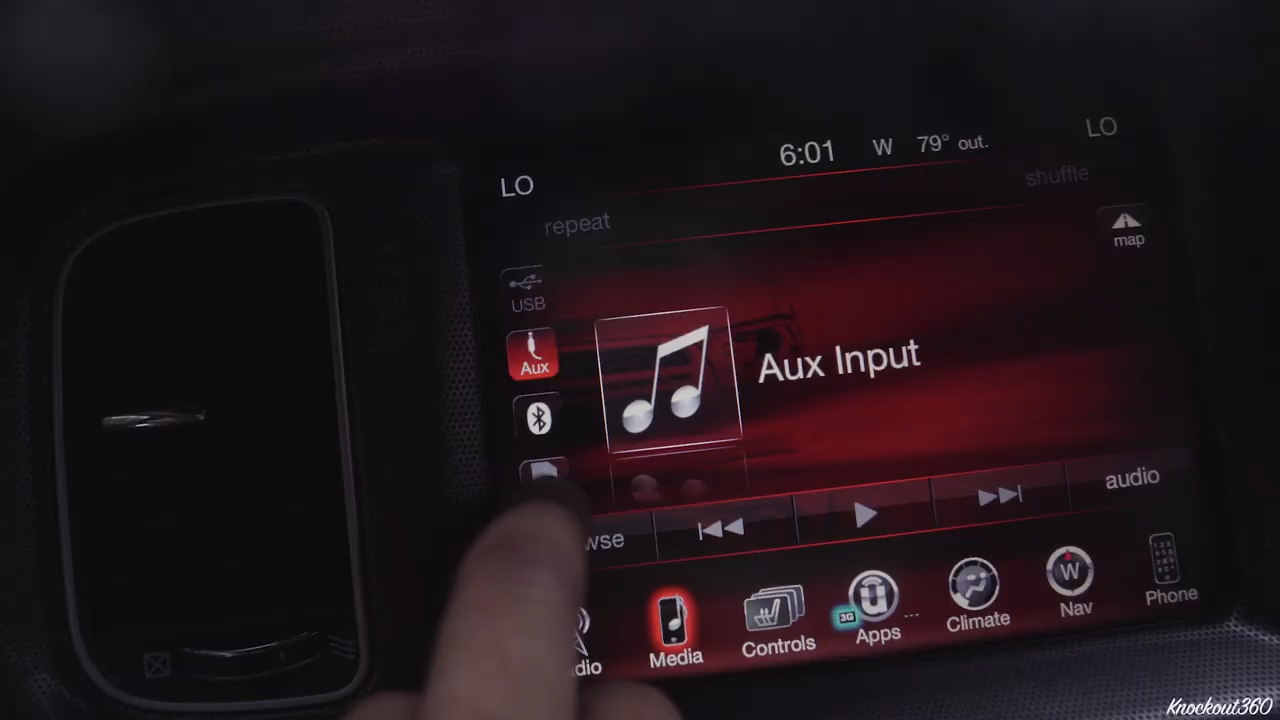 LO
6:01 W 79° out.
LO
repeat
shuffle
map
USB
Aux
Aux Input
wse
audio
dio
Media
Controls
3G
Apps
Climate
W
Nav
Phone
Knockout360